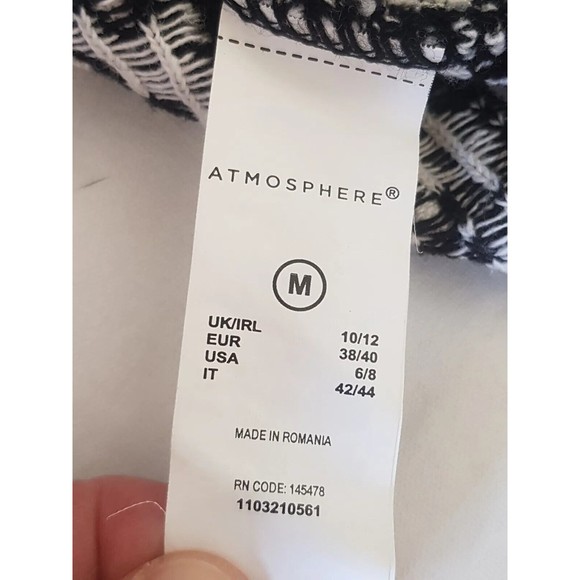 ATMOSPHERE®
M
UK/IRL 10/12
EUR 38/40
USA 6/8
IT 42/44
MADE IN ROMANIA
RN CODE: 145478
1103210561